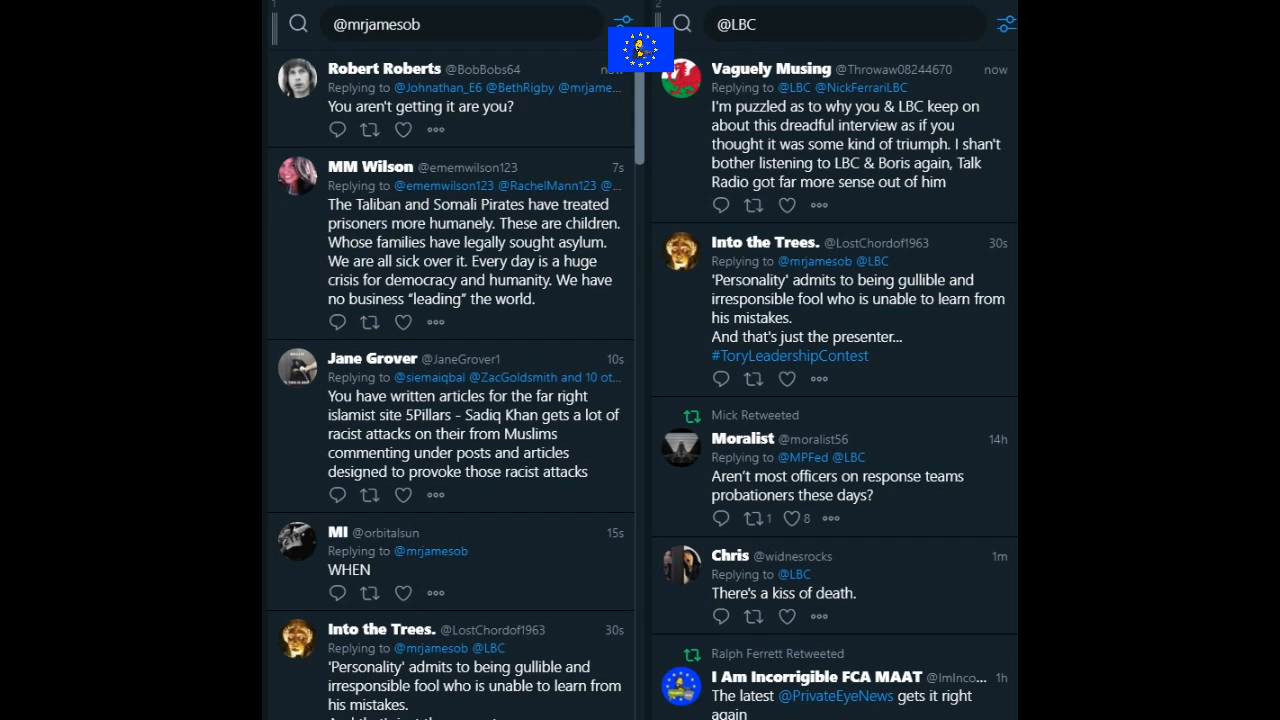 1
@mrjamesob
Robert Roberts @BobBobs64 now
Replying to @Johnathan_E6 @BethRigby @mrjame...
You aren't getting it are you?
MM Wilson @ememwilson123 7s
Replying to @ememwilson123 @RachelMann123 @...
The Taliban and Somali Pirates have treated
prisoners more humanely. These are children.
Whose families have legally sought asylum.
We are all sick over it. Every day is a huge
crisis for democracy and humanity. We have
no business “leading” the world.
Jane Grover @JaneGrover1 10s
Replying to @siemaiqbal @ZacGoldsmith and 10 ot...
You have written articles for the far right
islamist site 5Pillars - Sadiq Khan gets a lot of
racist attacks on their from Muslims
commenting under posts and articles
designed to provoke those racist attacks
MI @orbitalsun 15s
Replying to @mrjamesob
WHEN
Into the Trees. @LostChordof1963 30s
Replying to @mrjamesob @LBC
'Personality' admits to being gullible and
irresponsible fool who is unable to learn from
his mistakes.
And that's just the presenter...
2
@LBC
Vaguely Musing @Throwaw08244670 now
Replying to @LBC @NickFerrariLBC
I'm puzzled as to why you & LBC keep on
about this dreadful interview as if you
thought it was some kind of triumph. I shan't
bother listening to LBC & Boris again, Talk
Radio got far more sense out of him
Into the Trees. @LostChordof1963 30s
Replying to @mrjamesob @LBC
'Personality' admits to being gullible and
irresponsible fool who is unable to learn from
his mistakes.
And that's just the presenter...
#ToryLeadershipContest
Mick Retweeted
Moralist @moralist56 14h
Replying to @MPFed @LBC
Aren’t most officers on response teams
probationers these days?
1 8
Chris @widnesrocks 1m
Replying to @LBC
There's a kiss of death.
Ralph Ferrett Retweeted
I Am Incorrigible FCA MAAT @ImInco... 1h
The latest @PrivateEyeNews gets it right
again